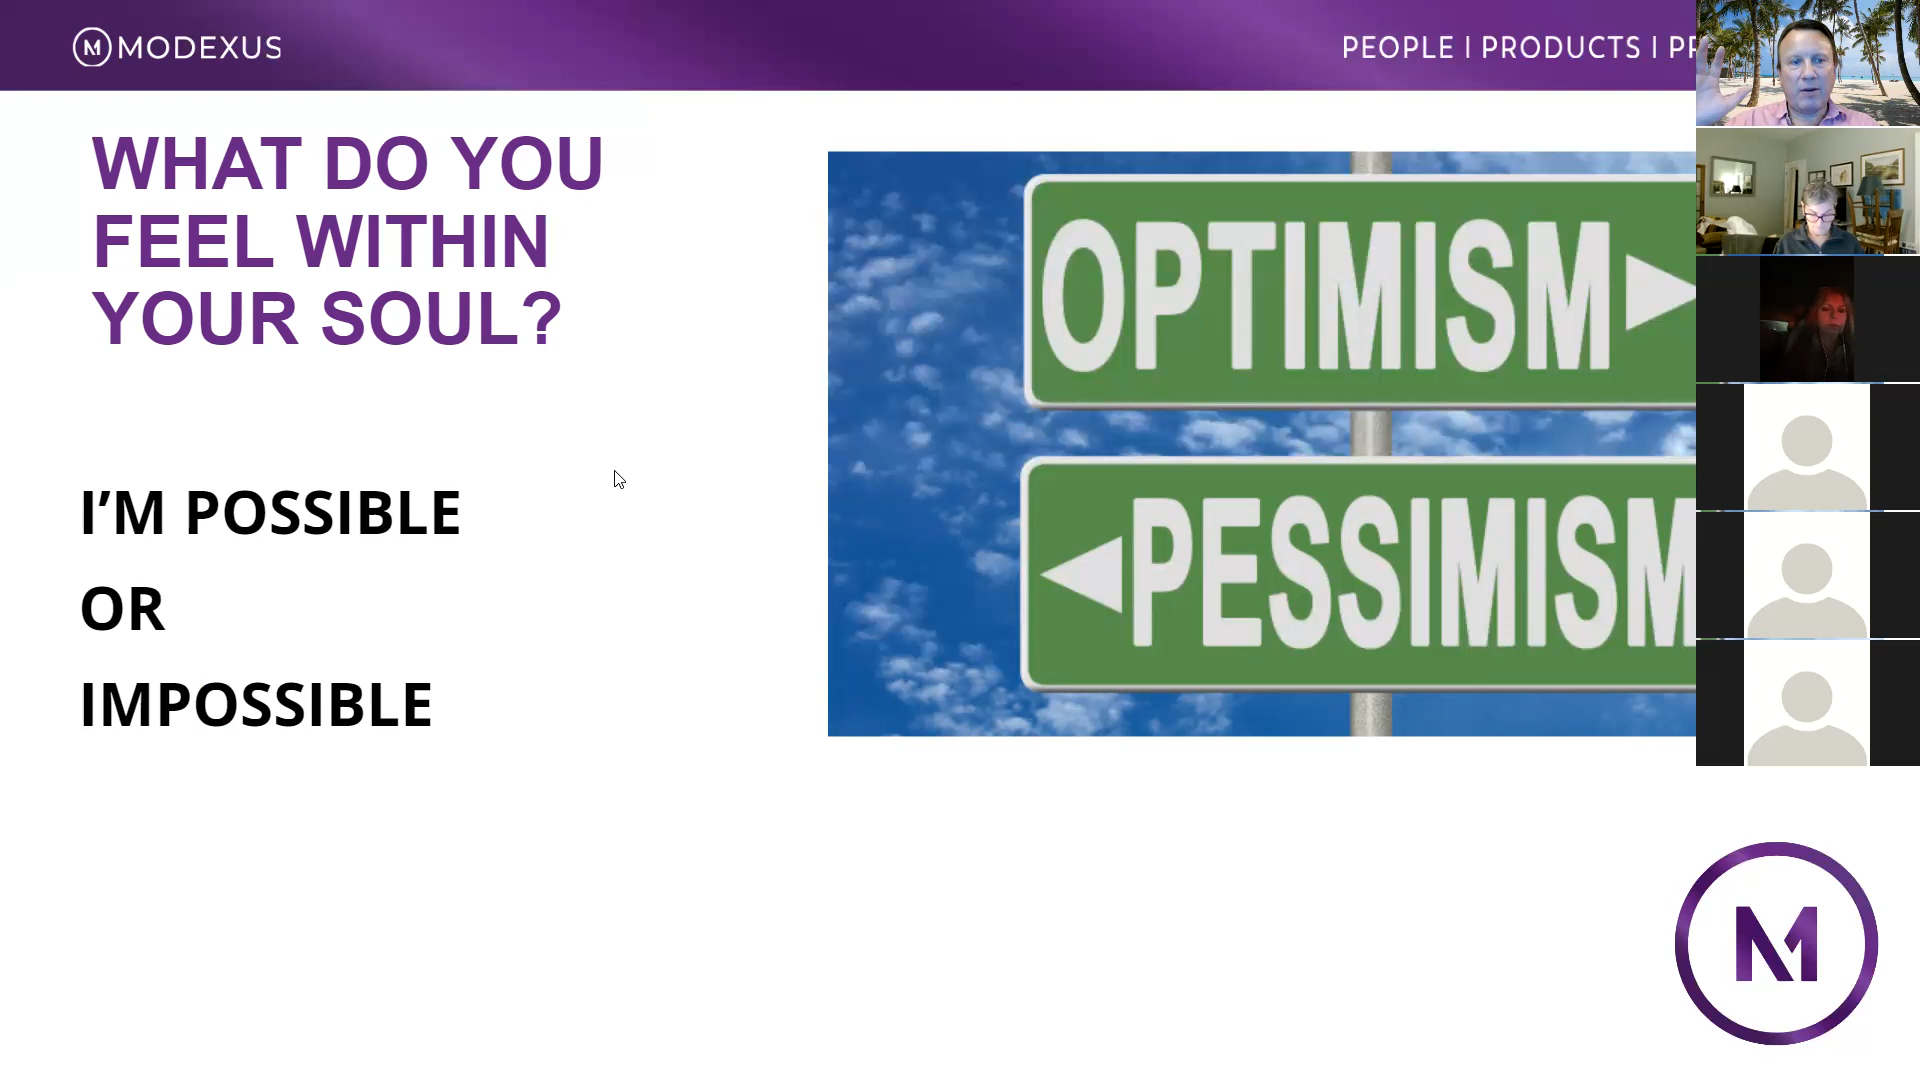 MODEXUS
PEOPLE | PRODUCTS |
WHAT DO YOU
FEEL WITHIN
YOUR SOUL?
I’M POSSIBLE
OR
IMPOSSIBLE
OPTIMISM
PESSIMISM